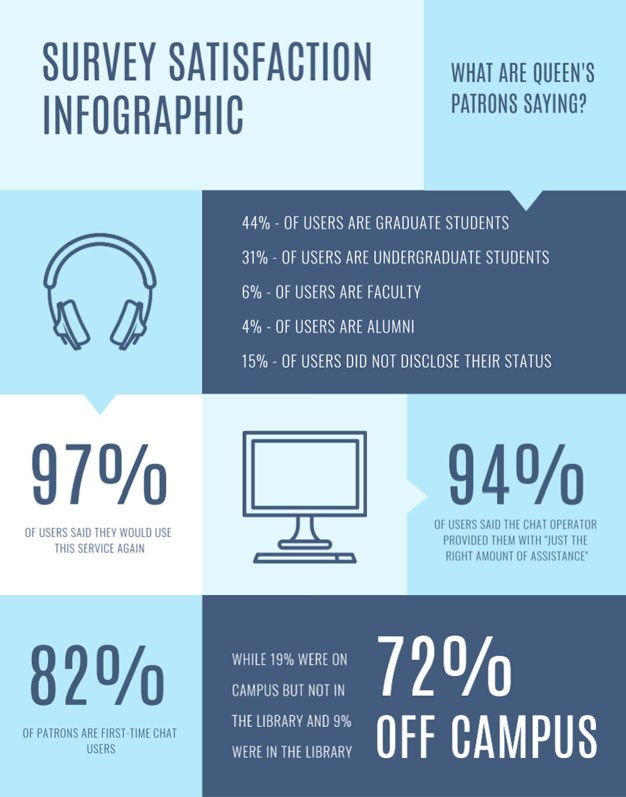 SURVEY SATISFACTION
INFOGRAPHIC
WHAT ARE QUEEN'S
PATRONS SAYING?
44% - OF USERS ARE GRADUATE STUDENTS
31% - OF USERS ARE UNDERGRADUATE STUDENTS
6% - OF USERS ARE FACULTY
4% - OF USERS ARE ALUMNI
15% - OF USERS DID NOT DISCLOSE THEIR STATUS
97%
OF USERS SAID THEY WOULD USE
THIS SERVICE AGAIN
94%
OF USERS SAID THE CHAT OPERATOR
PROVIDED THEM WITH "JUST THE
RIGHT AMOUNT OF ASSISTANCE"
82%
OF PATRONS ARE FIRST-TIME CHAT
USERS
WHILE 19% WERE ON
CAMPUS BUT NOT IN
THE LIBRARY AND 9%
WERE IN THE LIBRARY
72%
OFF CAMPUS